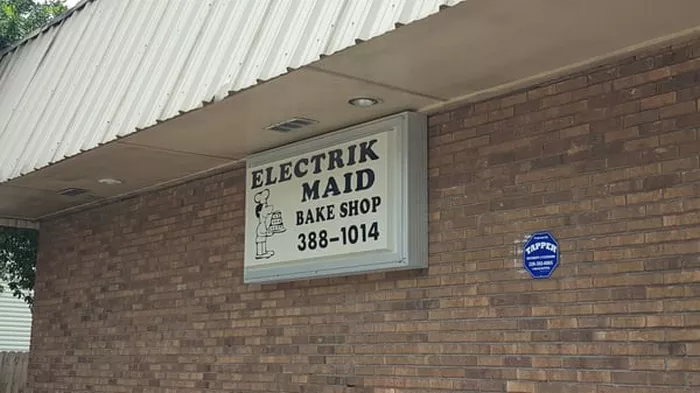 ELECTRIK
MAID
BAKE SHOP
388-1014
TAPPER